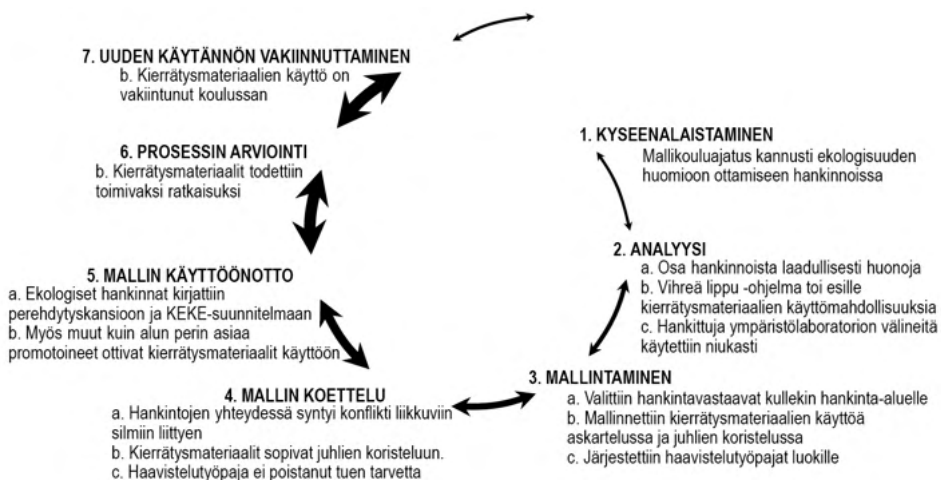 7. UUDEN KÄYTÄNNÖN VAKIINNUTTAMINEN
b. Kierrätysmateriaalien käyttö on
vakiintunut koulussan
1. KYSEENALAISTAMINEN
Mallikouluajatus kannusti ekologisuuden
huomioon ottamiseen hankinnoissa
6. PROSESSIN ARVIOINTI
b. Kierrätysmateriaalit todettiin
toimivaksi ratkaisuksi
2. ANALYYSI
a. Osa hankinnoista laadullisesti huonoja
b. Vihreä lippu -ohjelma toi esille
kierrätysmateriaalien käyttömahdollisuuksia
c. Hankittuja ympäristölaboratorion välineitä
käytettiin niukasti
5. MALLIN KÄYTTÖÖNOTTO
a. Ekologiset hankinnat kirjattiin
perehdytyskansioon ja KEKE-suunnitelmaan
b. Myös muut kuin alun perin asiaa
promotoineet ottivat kierrätysmateriaalit käyttöön
3. MALLINTAMINEN
a. Valittiin hankintavastaavat kullekin hankinta-aluelle
b. Mallinnettiin kierrätysmateriaalien käyttöä
askartelussa ja juhlien koristelussa
c. Järjestettiin haavistelutyöpajat luokille
4. MALLIN KOETTELU
a. Hankintojen yhteydessä syntyi konflikti liikkuviin
silmiin liittyen
b. Kierrätysmateriaalit sopivat juhlien koristeluun.
c. Haavistelutyöpaja ei poistanut tuen tarvetta